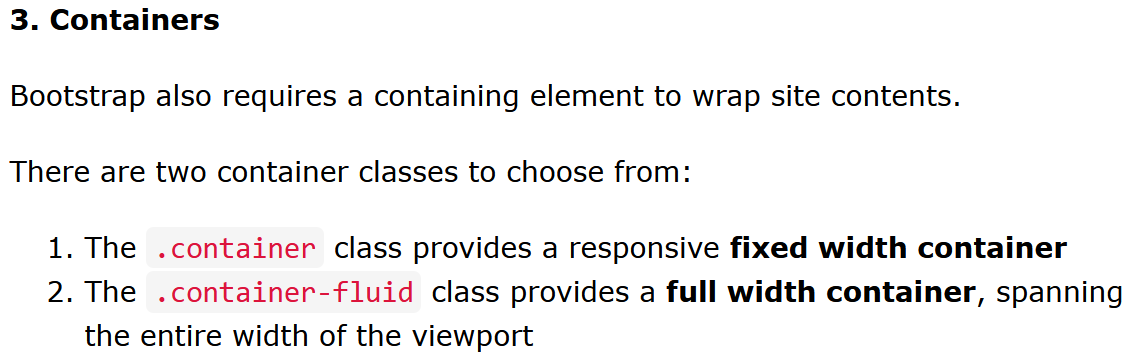 3. Containers
Bootstrap also requires a containing element to wrap site contents.
There are two container classes to choose from:
1. The .container class provides a responsive fixed width container
2. The .container-fluid class provides a full width container, spanning
the entire width of the viewport